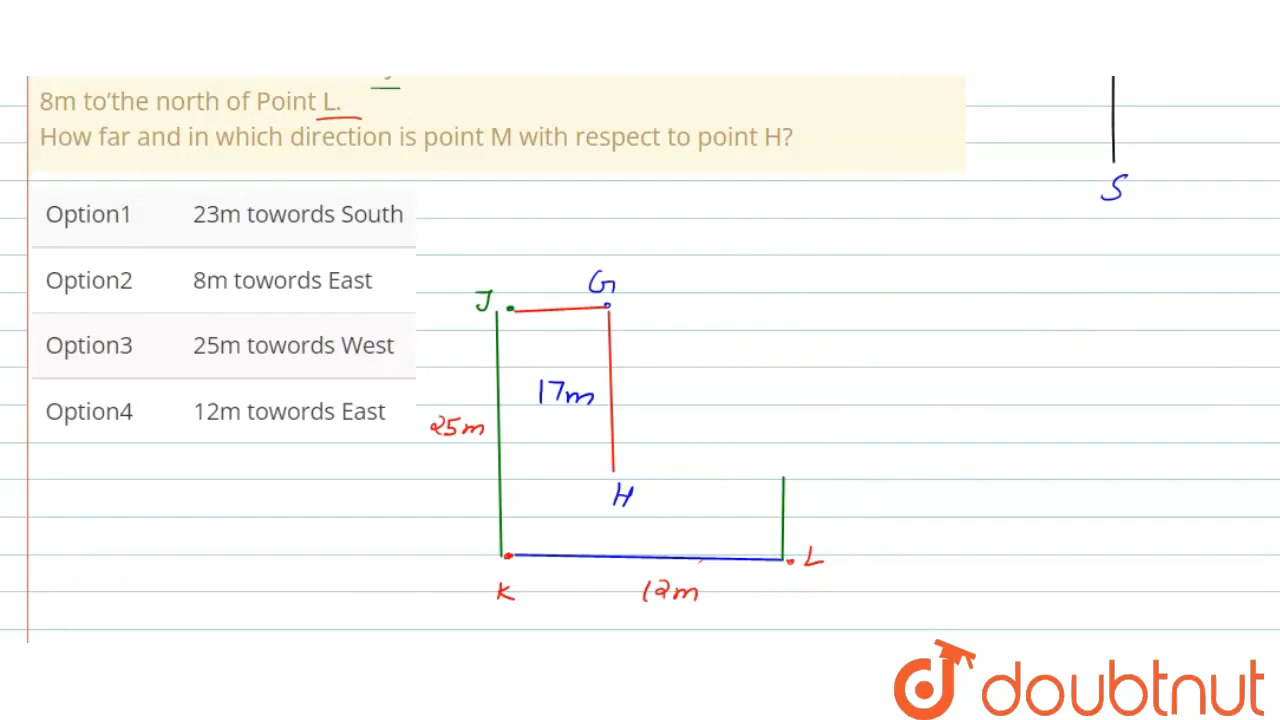 8m to’the north of Point L.
How far and in which direction is point M with respect to point H?
S
Option1 23m towords South
Option2 8m towards East
Option3 25m towords West
Option4 12m towords East
J G
17m
25m
H
L
K 12m
doubtnut